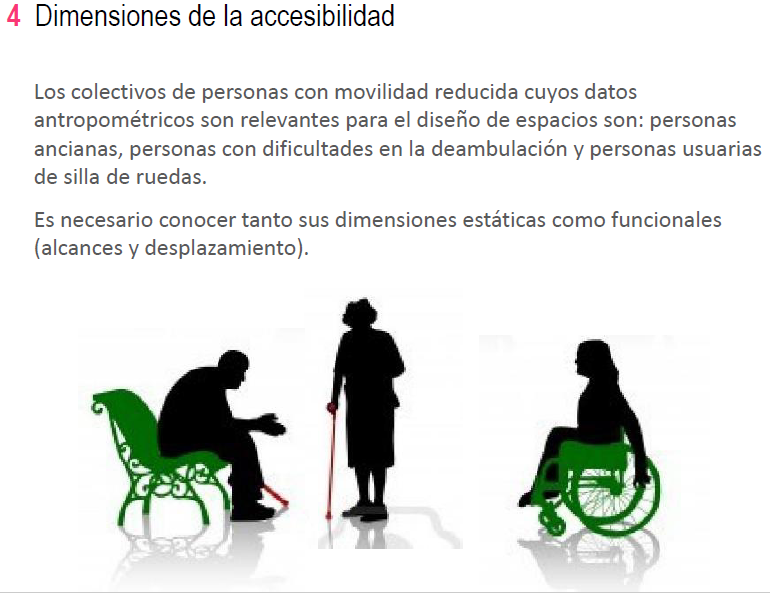 4 Dimensiones de la accesibilidad
Los colectivos de personas con movilidad reducida cuyos datos
antropométricos son relevantes para el diseño de espacios son: personas
ancianas, personas con dificultades en la deambulación y personas usuarias
de silla de ruedas.
Es necesario conocer tanto sus dimensiones estáticas como funcionales
(alcances y desplazamiento).